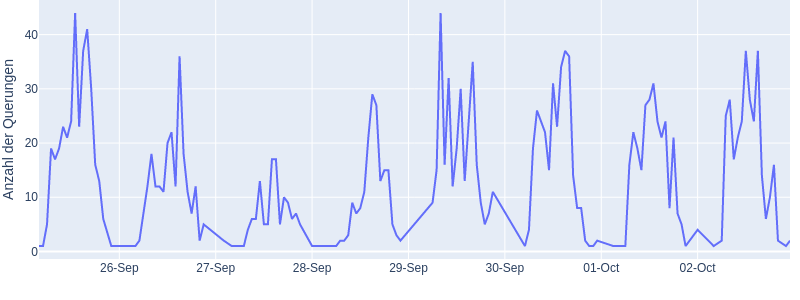 Anzahl der Querungen
40
30
20
10
0
26-Sep
27-Sep
28-Sep
29-Sep
30-Sep
01-Oct
02-Oct